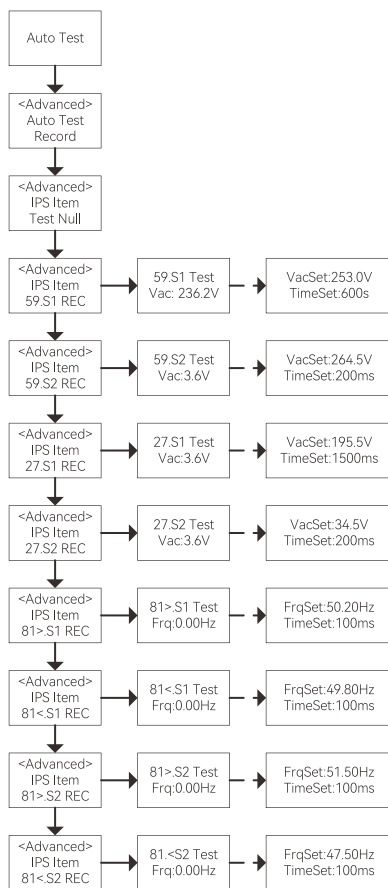 Auto Test
<Advanced>
Auto Test
Record
<Advanced>
IPS Item
Test Null
<Advanced>
IPS Item
59.S1 REC
59.S1 Test
Vac: 236.2V
VacSet:253.0V
TimeSet:600s
<Advanced>
IPS Item
59.S2 REC
59.S2 Test
Vac:3.6V
VacSet:264.5V
TimeSet:200ms
<Advanced>
IPS Item
27.S1 REC
27.S1 Test
Vac:3.6V
VacSet:195.5V
TimeSet:1500ms
<Advanced>
IPS Item
27.S2 REC
27.S2 Test
Vac:3.6V
VacSet:34.5V
TimeSet:200ms
<Advanced>
IPS Item
81>.S1 REC
81>.S1 Test
Frq:0.00Hz
FrqSet:50.20Hz
TimeSet:100ms
<Advanced>
IPS Item
81<.S1 REC
81<.S1 Test
Frq:0.00Hz
FrqSet:49.80Hz
TimeSet:100ms
<Advanced>
IPS Item
81>.S2 REC
81>.S2 Test
Frq:0.00Hz
FrqSet:51.50Hz
TimeSet:100ms
<Advanced>
IPS Item
81<.S2 REC
81.<S2 Test
Frq:0.00Hz
FrqSet:47.50Hz
TimeSet:100ms